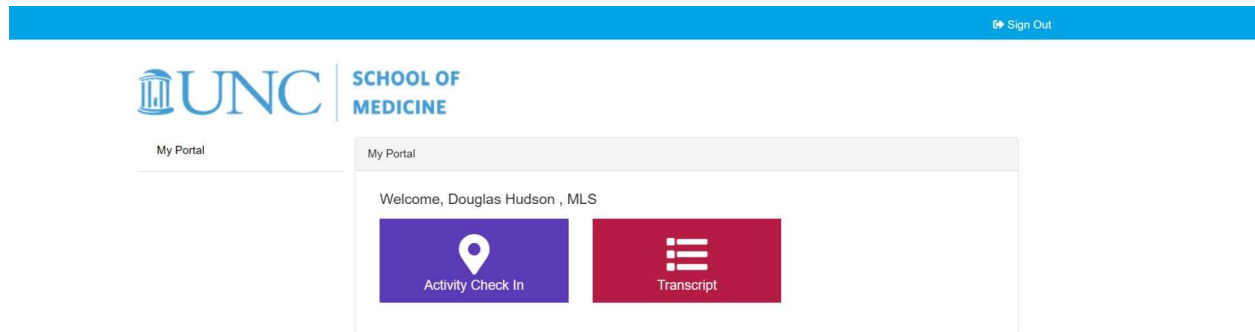 Sign Out
UNC SCHOOL OF
MEDICINE
My Portal
My Portal
Welcome, Douglas Hudson , MLS
Activity Check In
Transcript